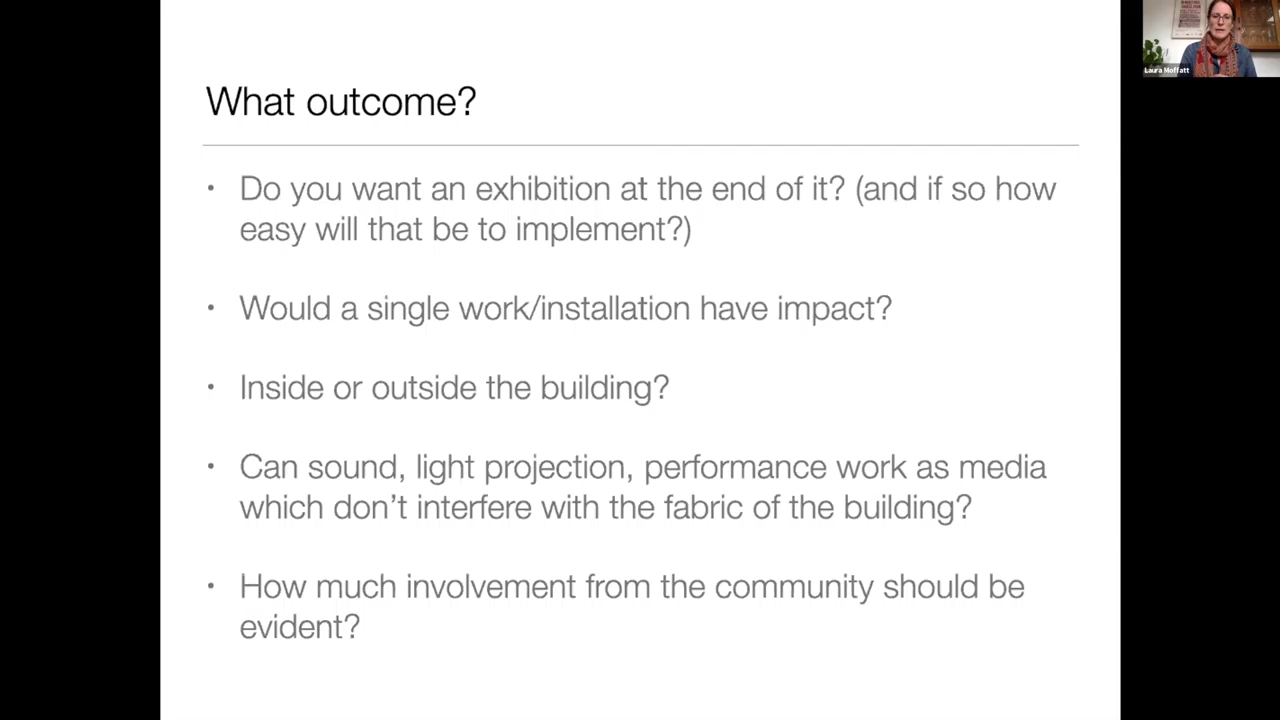 What outcome?
• Do you want an exhibition at the end of it? (and if so how
easy will that be to implement?)
• Would a single work/installation have impact?
• Inside or outside the building?
• Can sound, light projection, performance work as media
which don’t interfere with the fabric of the building?
• How much involvement from the community should be
evident?
Laura Moffatt